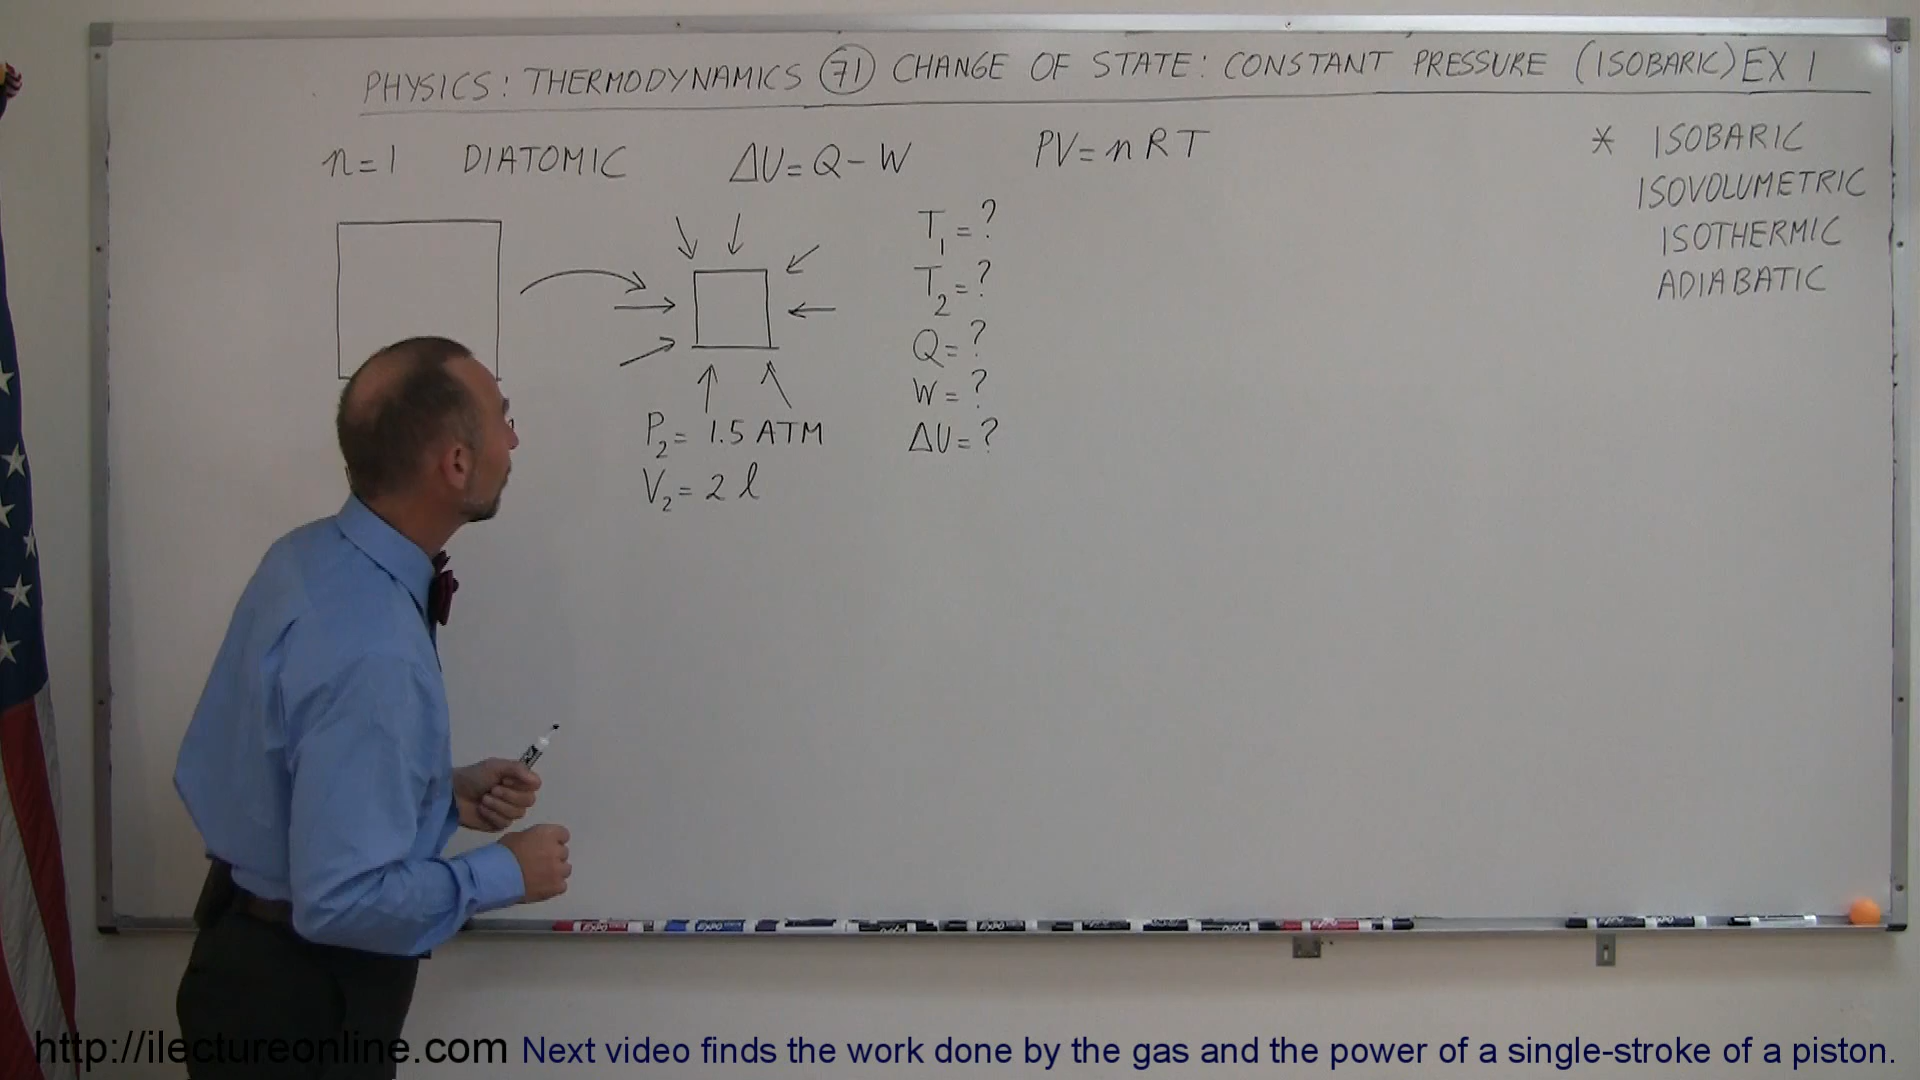 PHYSICS: THERMODYNAMICS 71 CHANGE OF STATE: CONSTANT PRESSURE (ISOBARIC) EX 1
n=1 DIATOMIC ΔU=Q-W PV=nRT
* ISOBARIC
ISOVOLUMETRIC
ISOTHERMIC
ADIABATIC
T₁=?
T₂=?
Q=?
W=?
ΔU=?
P₂= 1.5 ATM
V₂= 2 l
http://ilectureonline.com Next video finds the work done by the gas and the power of a single-stroke of a piston.